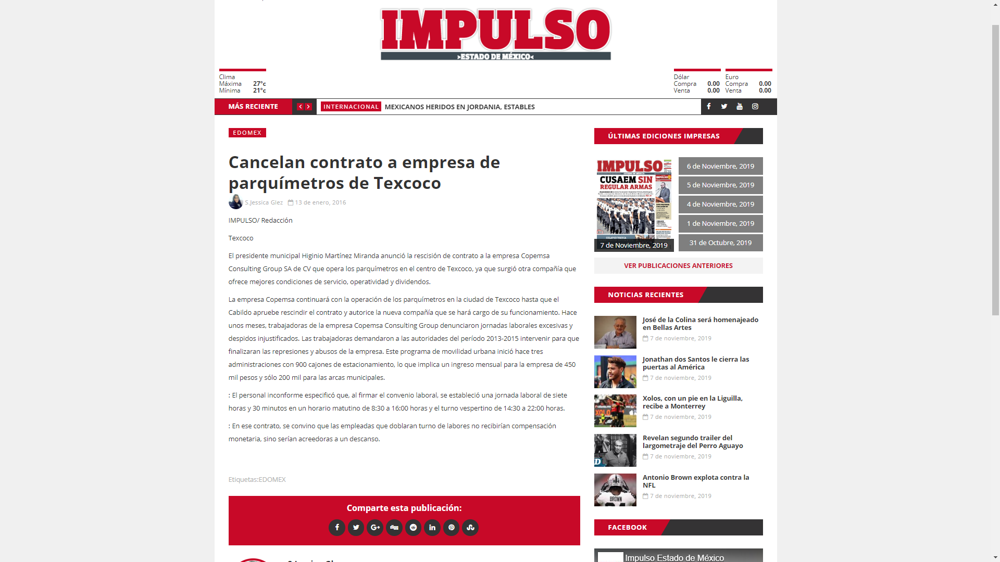 IMPULSO
>ESTADO DE MÉXICO<
Clima
Máxima 27°c
Mínima 21°c
Dólar
Compra 0.00
Venta 0.00
Euro
Compra 0.00
Venta 0.00
MÁS RECIENTE
INTERNACIONAL MEXICANOS HERIDOS EN JORDANIA, ESTABLES
EDOMEX
Cancelan contrato a empresa de
parquímetros de Texcoco
S.Jessica Glez 13 de enero, 2016
IMPULSO/ Redacción
Texcoco
El presidente municipal Higinio Martínez Miranda anunció la rescisión de contrato a la empresa Copemsa
Consulting Group SA de CV que opera los parquímetros en el centro de Texcoco, ya que surgió otra compañía que
ofrece mejores condiciones de servicio, operatividad y dividendos.
La empresa Copemsa continuará con la operación de los parquímetros en la ciudad de Texcoco hasta que el
Cabildo apruebe rescindir el contrato y autorice la nueva compañía que se hará cargo de su funcionamiento. Hace
unos meses, trabajadoras de la empresa Copemsa Consulting Group denunciaron jornadas laborales excesivas y
despidos injustificados. Las trabajadoras demandaron a las autoridades del período 2013-2015 intervenir para que
finalizaran las represiones y abusos de la empresa. Este programa de movilidad urbana inició hace tres
administraciones con 900 cajones de estacionamiento, lo que implica un ingreso mensual para la empresa de 450
mil pesos y sólo 200 mil para las arcas municipales.
: El personal inconforme especificó que, al firmar el convenio laboral, se estableció una jornada laboral de siete
horas y 30 minutos en un horario matutino de 8:30 a 16:00 horas y el turno vespertino de 14:30 a 22:00 horas.
: En ese contrato, se convino que las empleadas que doblaran turno de labores no recibirían compensación
monetaria, sino serían acreedoras a un descanso.
Etiquetas:EDOMEX
Comparte esta publicación:
ÚLTIMAS EDICIONES IMPRESAS
IMPULSO
CUSAEM SIN
REGULAR ARMAS
COLAPSO TOLUCA
7 de Noviembre, 2019
6 de Noviembre, 2019
5 de Noviembre, 2019
4 de Noviembre, 2019
1 de Noviembre, 2019
31 de Octubre, 2019
VER PUBLICACIONES ANTERIORES
NOTICIAS RECIENTES
José de la Colina será homenajeado
en Bellas Artes
7 de noviembre, 2019
Jonathan dos Santos le cierra las
puertas al América
7 de noviembre, 2019
Xolos, con un pie en la Liguilla,
recibe a Monterrey
7 de noviembre, 2019
XOLO
Revelan segundo trailer del
largometraje del Perro Aguayo
7 de noviembre, 2019
Antonio Brown explota contra la
NFL
7 de noviembre, 2019
BROWN
FACEBOOK
Impulso Estado de México